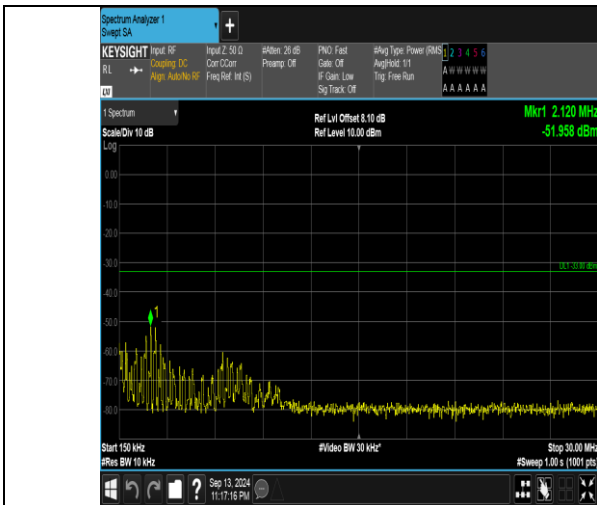 Spectrum Analyzer 1
Swept SA
+
KEYSIGHT Input: RF Input Z: 50 Ω #Atten: 26 dB PNO: Fast #Avg Type: Power (RMS 1 2 3 4 5 6
RL Coupling: DC Corr CCorr Preamp: Off Gate: Off Avg|Hold: 1/1 A W W W W W
Align: Auto/No RF Freq Ref: Int (S) IF Gain: Low Trig: Free Run
Sig Track: Off A A A A A A
LXI
1 Spectrum
Scale/Div 10 dB
Log
Ref Lvl Offset 8.10 dB
Ref Level 10.00 dBm
Mkr1 2.120 MHz
-51.958 dBm
0.00
-10.0
-20.0
-30.0
DL1 -33.00 dBm
-40.0
1
-50.0
-60.0
-70.0
-80.0
Start 150 kHz #Video BW 30 kHz* Stop 30.00 MHz
#Res BW 10 kHz #Sweep 1.00 s (1001 pts)
? Sep 13, 2024
11:17:16 PM